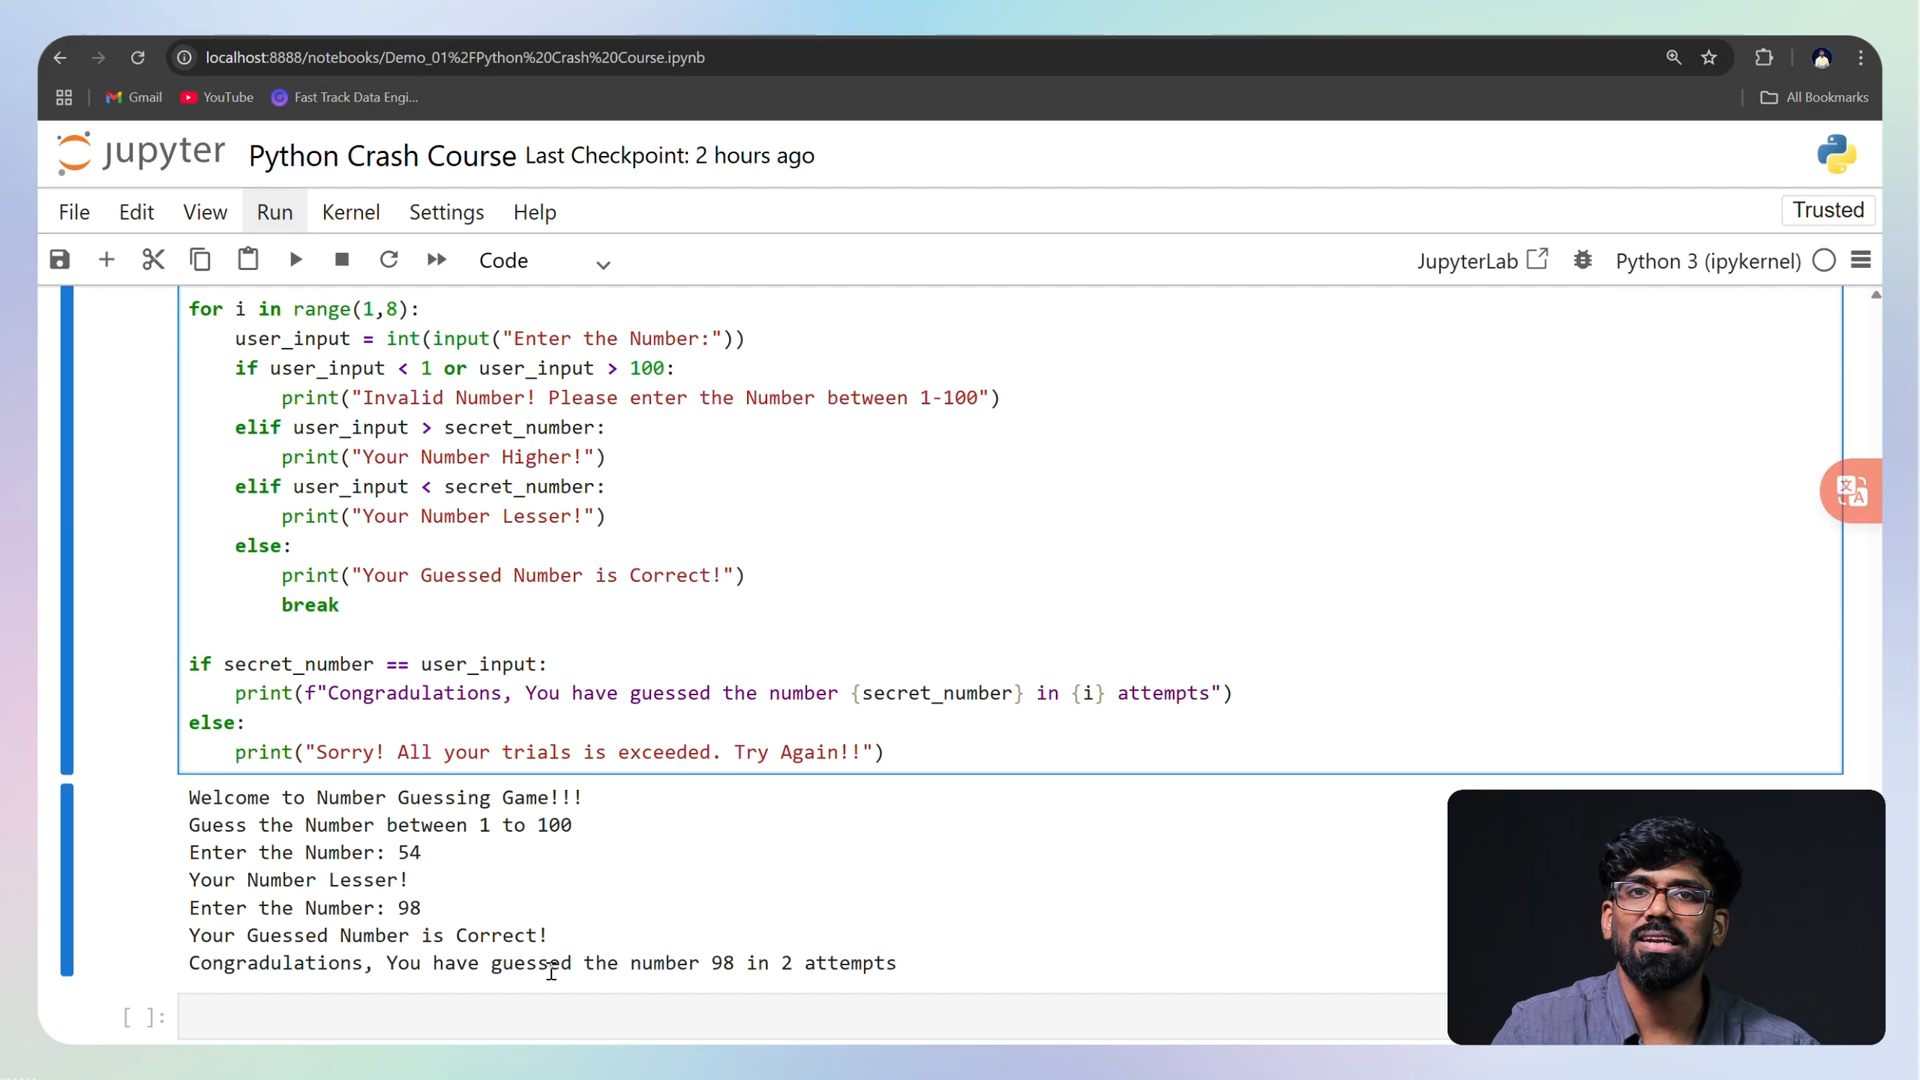 localhost:8888/notebooks/Demo_01%2FPython%20Crash%20Course.ipynb
Gmail YouTube Fast Track Data Engi... All Bookmarks
jupyter Python Crash Course Last Checkpoint: 2 hours ago
File Edit View Run Kernel Settings Help Trusted
Code JupyterLab Python 3 (ipykernel)
for i in range(1,8):
    user_input = int(input("Enter the Number:"))
    if user_input < 1 or user_input > 100:
        print("Invalid Number! Please enter the Number between 1-100")
    elif user_input > secret_number:
        print("Your Number Higher!")
    elif user_input < secret_number:
        print("Your Number Lesser!")
    else:
        print("Your Guessed Number is Correct!")
        break
if secret_number == user_input:
    print(f"Congradulations, You have guessed the number {secret_number} in {i} attempts")
else:
    print("Sorry! All your trials is exceeded. Try Again!!")
Welcome to Number Guessing Game!!!
Guess the Number between 1 to 100
Enter the Number: 54
Your Number Lesser!
Enter the Number: 98
Your Guessed Number is Correct!
Congradulations, You have guessed the number 98 in 2 attempts
[ ]: